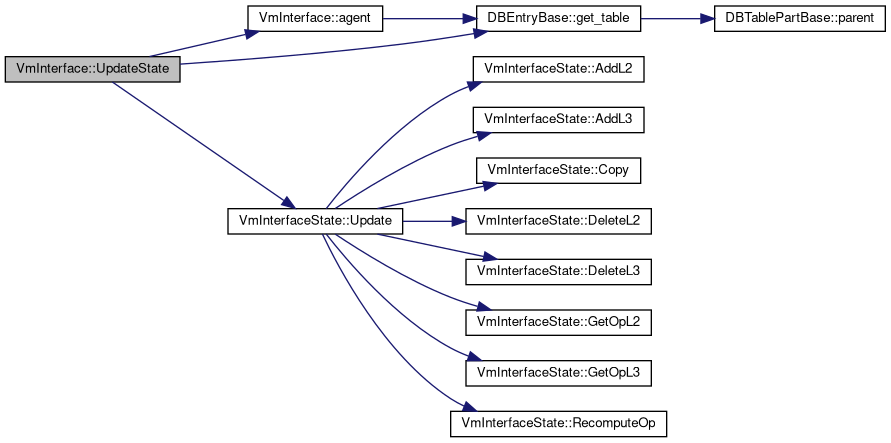 VmInterface::agent
DBEntryBase::get_table
DBTablePartBase::parent
VmInterface::UpdateState
VmInterfaceState::AddL2
VmInterfaceState::AddL3
VmInterfaceState::Copy
VmInterfaceState::Update
VmInterfaceState::DeleteL2
VmInterfaceState::DeleteL3
VmInterfaceState::GetOpL2
VmInterfaceState::GetOpL3
VmInterfaceState::RecomputeOp